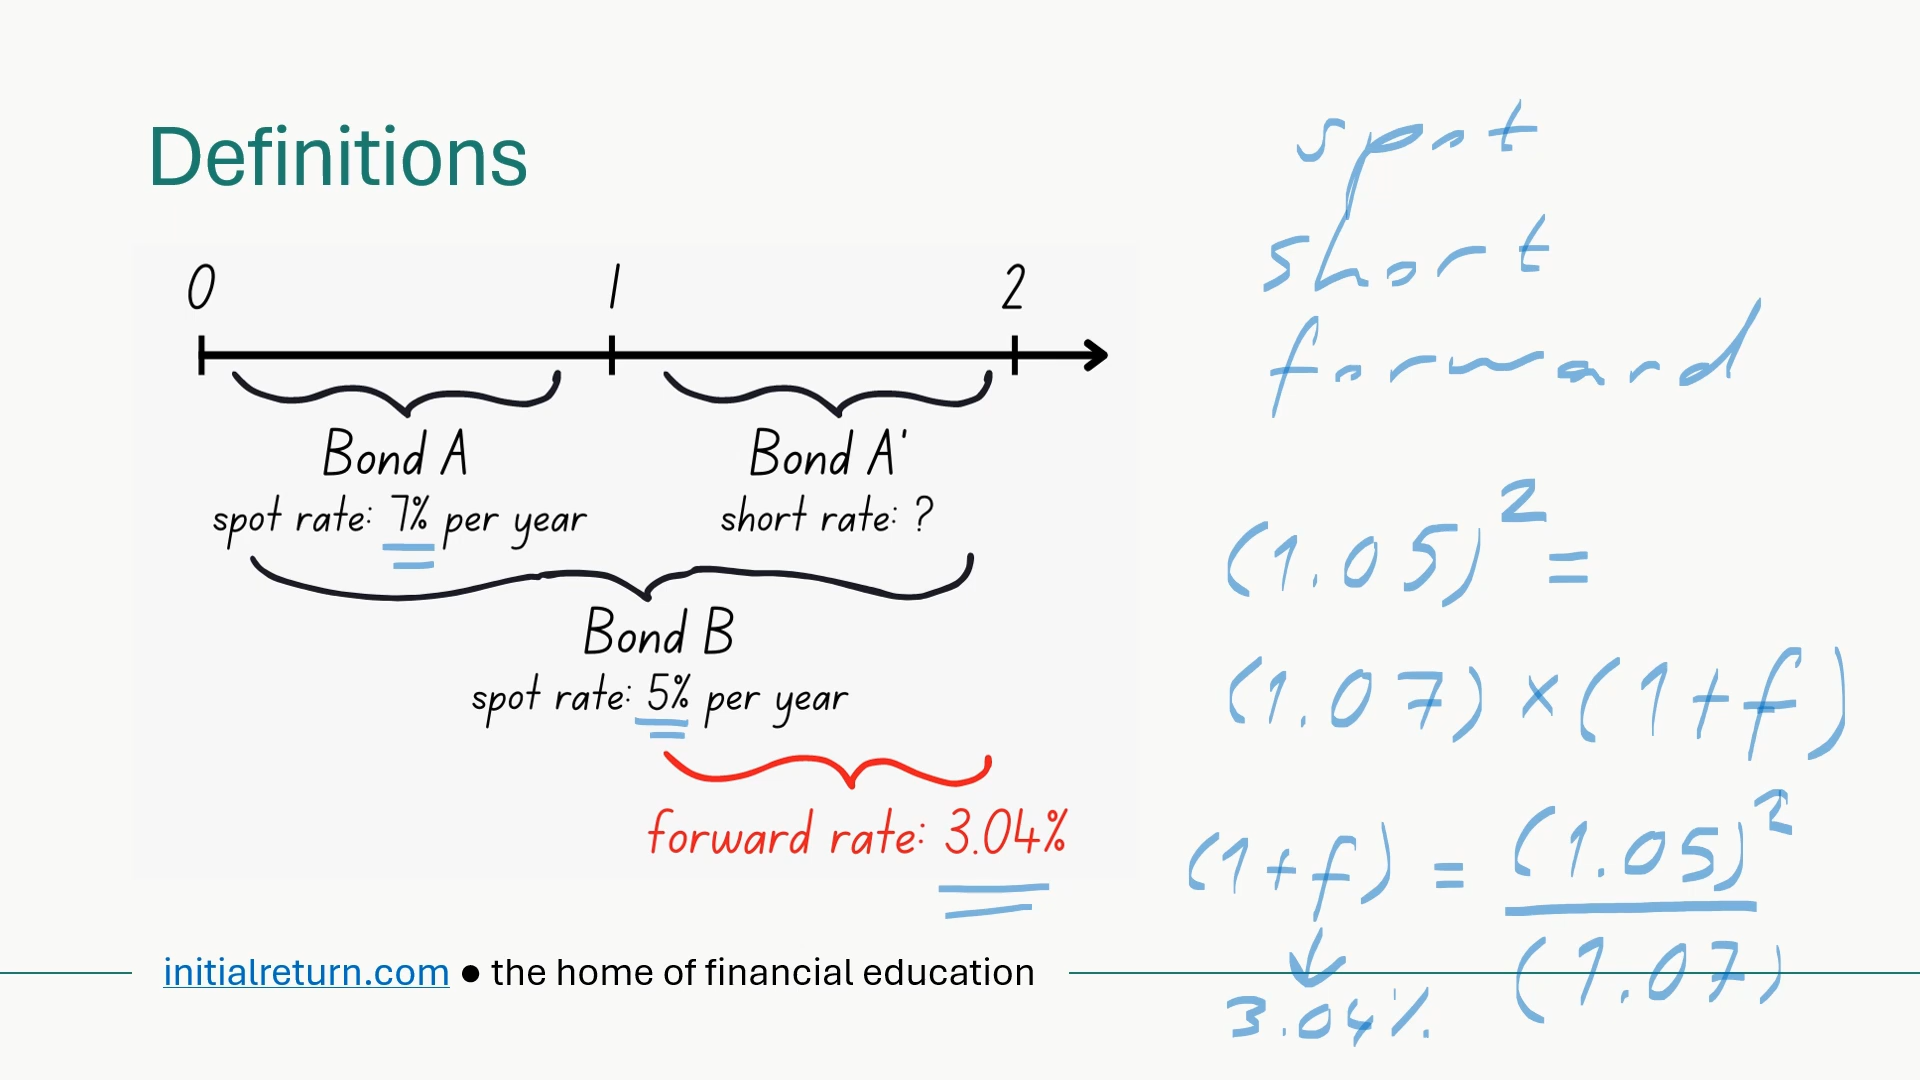 Definitions
0 1 2
Bond A
spot rate: 7% per year
Bond A'
short rate: ?
Bond B
spot rate: 5% per year
forward rate: 3.04%
spot
short
forward
(1.05)² =
(1.07) × (1+f)
(1+f) = (1.05)²
(1.07)
3.04%
initialreturn.com ● the home of financial education